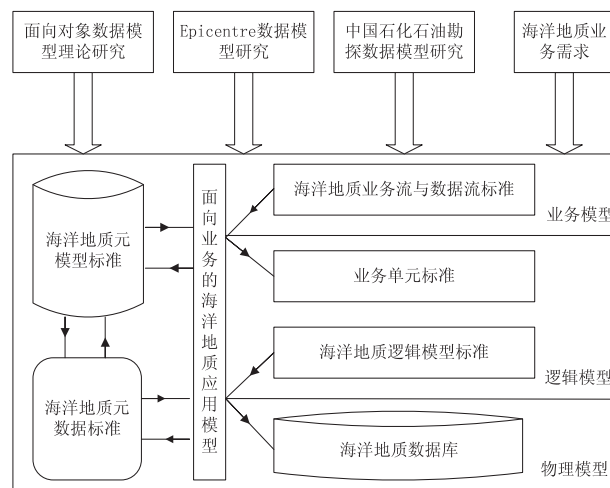 面向对象数据模
型理论研究
Epicentre数据模
型研究
中国石化石油勘
探数据模型研究
海洋地质业
务需求
海洋地质元
模型标准
海洋地质元
数据标准
面向业务的海洋地质应用模型
海洋地质业务流与数据流标准
业务模型
业务单元标准
海洋地质逻辑模型标准
逻辑模型
海洋地质数据库
物理模型